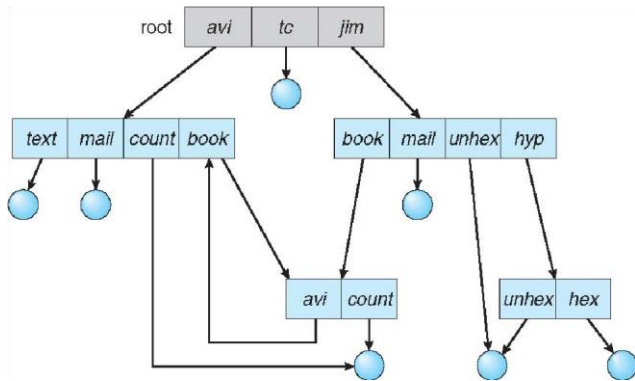 root avi tc jim
text mail count book
book mail unhex hyp
avi count
unhex hex